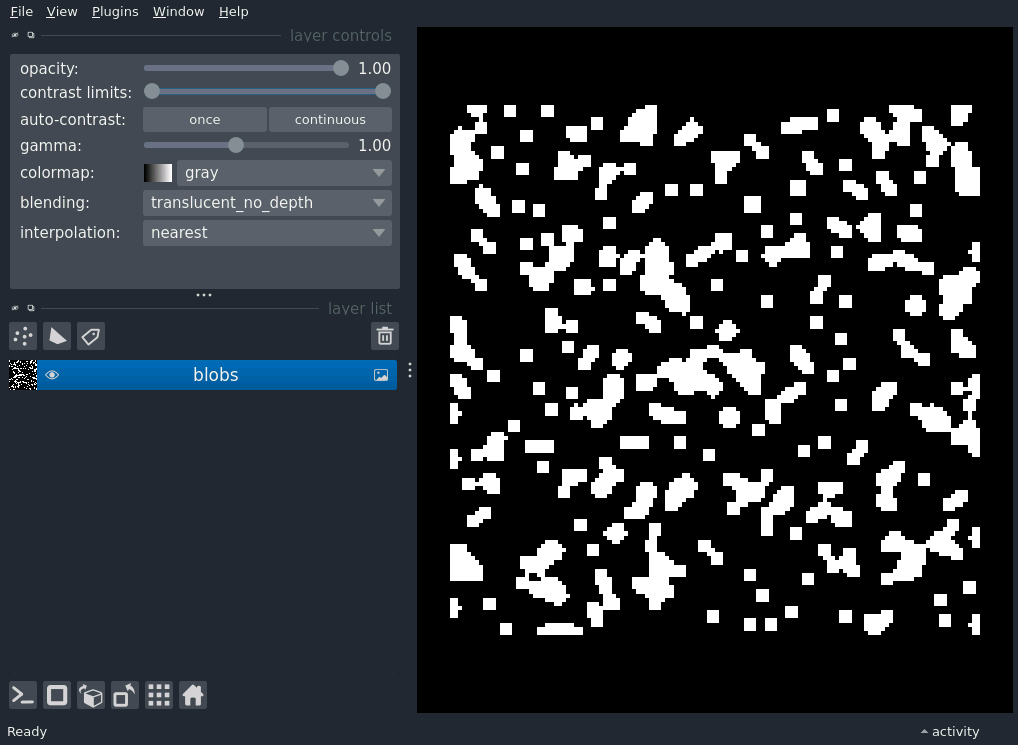 File View Plugins Window Help
layer controls
opacity: 1.00
contrast limits:
auto-contrast: once continuous
gamma: 1.00
colormap: gray
blending: translucent_no_depth
interpolation: nearest
layer list
blobs
Ready
activity